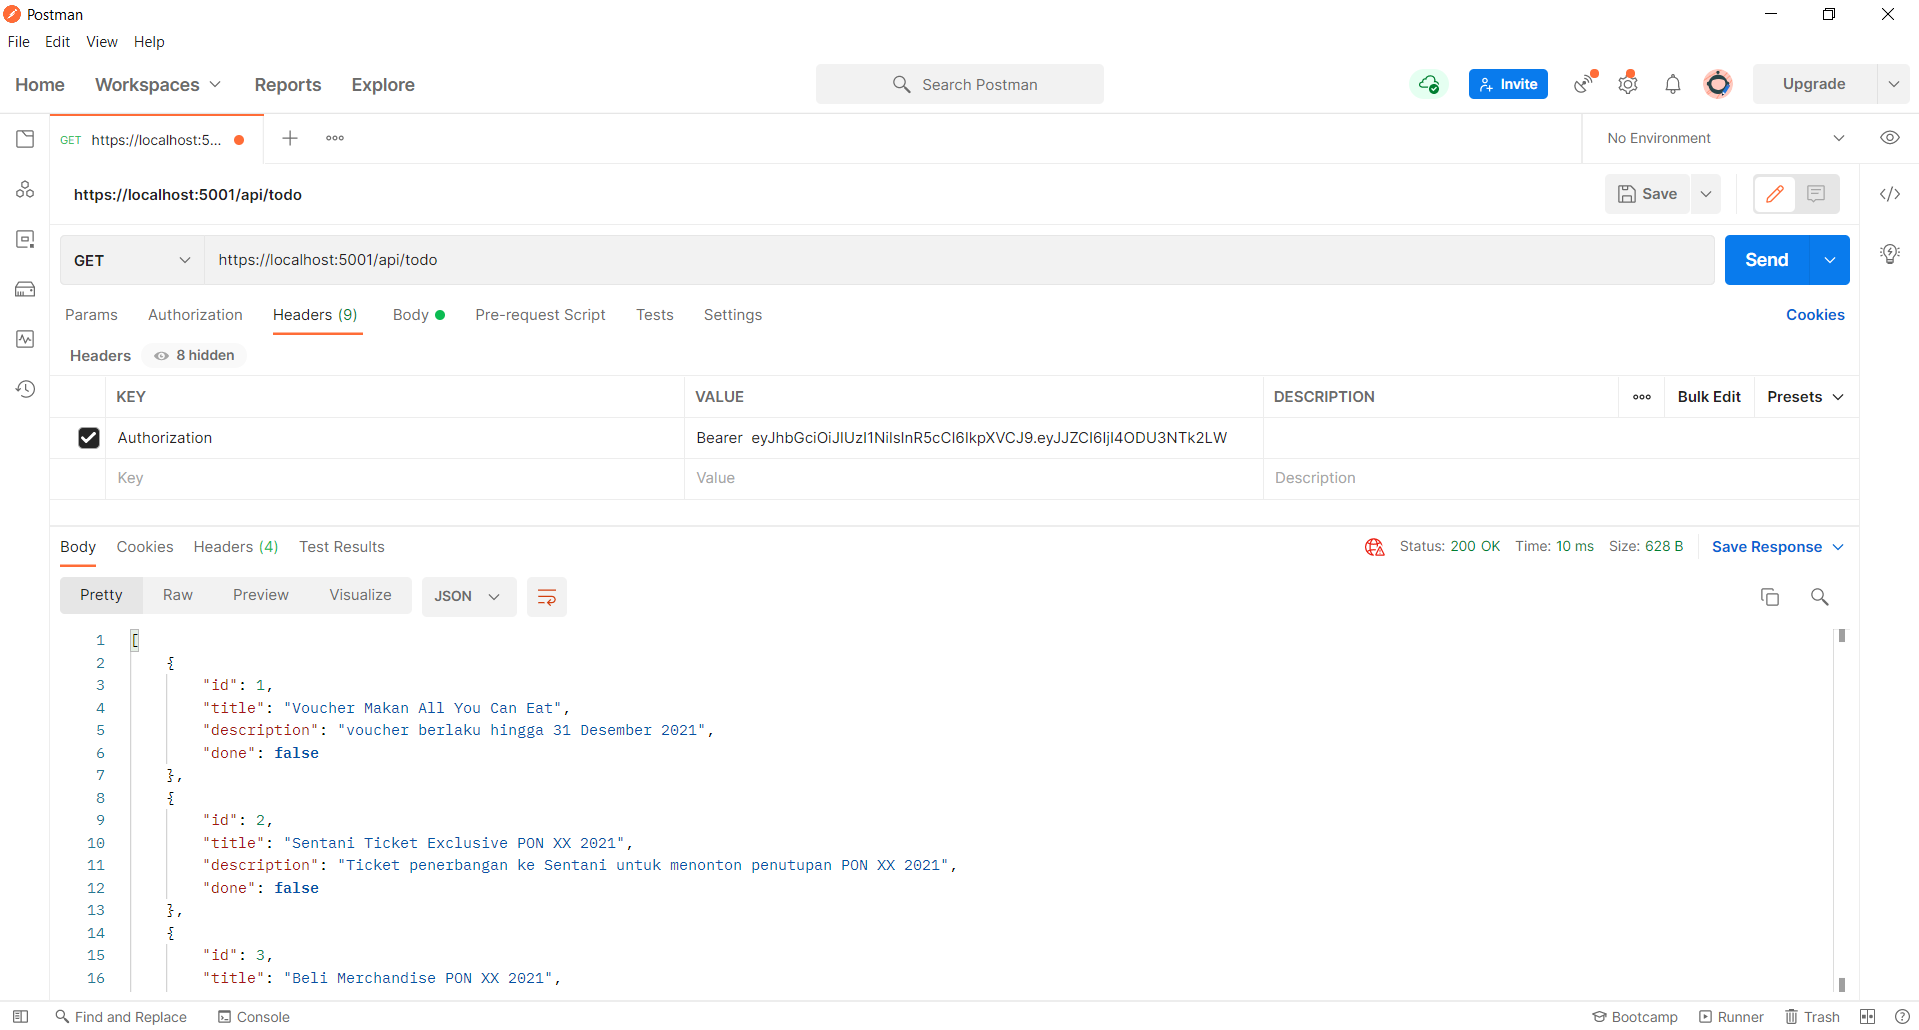 Postman
File Edit View Help
Home Workspaces Reports Explore Search Postman Invite Upgrade
GET https://localhost:5... No Environment
https://localhost:5001/api/todo Save
GET https://localhost:5001/api/todo Send
Params Authorization Headers (9) Body Pre-request Script Tests Settings Cookies
Headers 8 hidden
KEY VALUE DESCRIPTION Bulk Edit Presets
Authorization Bearer eyJhbGciOiJIUzI1NiIsInR5cCI6IkpXVCJ9.eyJJZCI6IjI4ODU3NTk2LW
Key Value Description
Body Cookies Headers (4) Test Results Status: 200 OK Time: 10 ms Size: 628 B Save Response
Pretty Raw Preview Visualize JSON
1 [
2 {
3 "id": 1,
4 "title": "Voucher Makan All You Can Eat",
5 "description": "voucher berlaku hingga 31 Desember 2021",
6 "done": false
7 },
8 {
9 "id": 2,
10 "title": "Sentani Ticket Exclusive PON XX 2021",
11 "description": "Ticket penerbangan ke Sentani untuk menonton penutupan PON XX 2021",
12 "done": false
13 },
14 {
15 "id": 3,
16 "title": "Beli Merchandise PON XX 2021",
Find and Replace Console Bootcamp Runner Trash